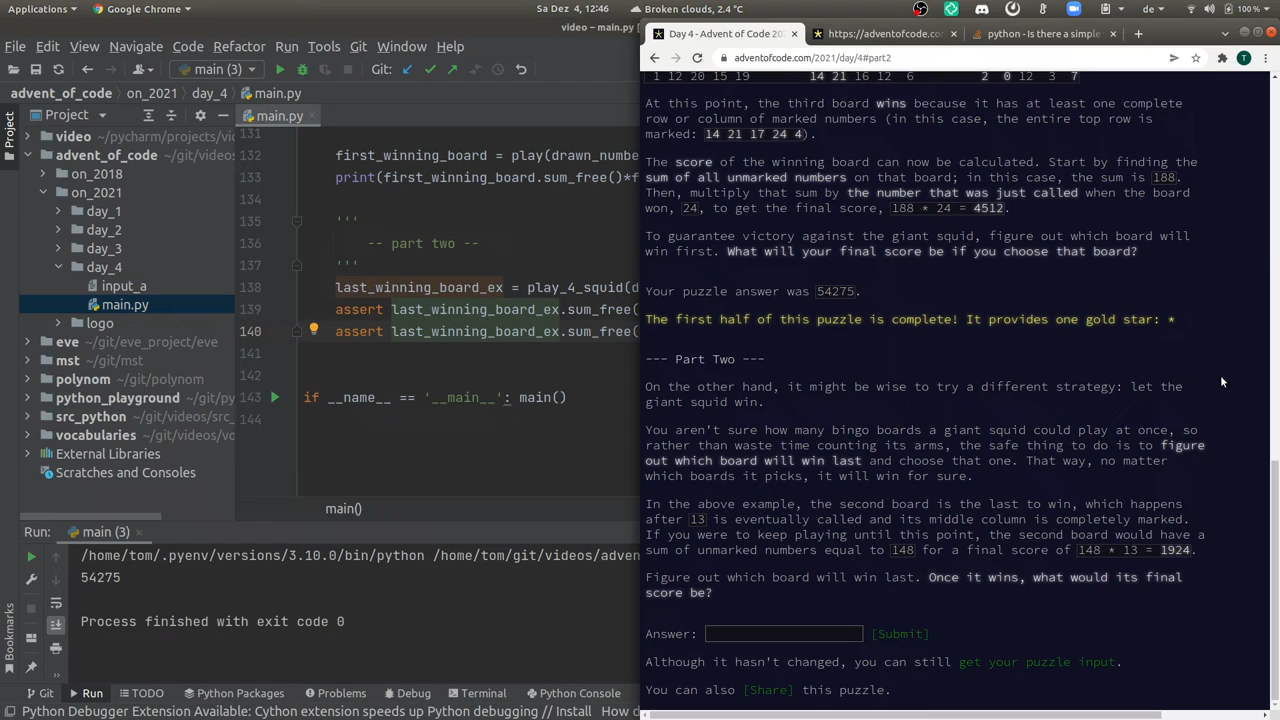 Applications Google Chrome Sa Dez 4, 12:46 Broken clouds, 2°C de 100 %
video – main.py
File Edit View Navigate Code Refactor Run Tools Git Window Help
main (3) Git:
advent_of_code on_2021 day_4 main.py
Project
Project
video ~/pycharm/projects/vi
advent_of_code
on_2018
on_2021
day_1
day_2
day_3
day_4
input_a
main.py
logo
eve ~/git/eve_project/eve
mst ~/git/mst
polynom ~/git/polynom
python_playground ~/git/v
src_python ~/git/videos/src_
vocabularies ~/git/videos/v
External Libraries
Scratches and Consoles
main.py
131
132 first_winning_board = play(drawn_numbe
133 print(first_winning_board.sum_free()*f
134
135 '''
136 -- part two --
137 '''
138 last_winning_board_ex = play_4_squid(d
139 assert last_winning_board_ex.sum_free(
140 assert last_winning_board_ex.sum_free(
141
142
143 if __name__ == '__main__': main()
144
main()
Run: main (3)
/home/tom/.pyenv/versions/3.10.0/bin/python /home/tom/git/videos/adven
54275
Process finished with exit code 0
Bookmarks
Structure
Git Run TODO Python Packages Problems Debug Terminal Python Console
Python Debugger Extension Available: Cython extension speeds up Python debugging // Install How do
Day 4 - Advent of Code 202
https://adventofcode.com
python - Is there a simple
adventofcode.com/2021/day/4#part2
T
1 12 20 15 19 14 21 16 12 6 2 0 12 3 7
At this point, the third board wins because it has at least one complete
row or column of marked numbers (in this case, the entire top row is
marked: 14 21 17 24 4).
The score of the winning board can now be calculated. Start by finding the
sum of all unmarked numbers on that board; in this case, the sum is 188.
Then, multiply that sum by the number that was just called when the board
won, 24, to get the final score, 188 * 24 = 4512.
To guarantee victory against the giant squid, figure out which board will
win first. What will your final score be if you choose that board?
Your puzzle answer was 54275.
The first half of this puzzle is complete! It provides one gold star: *
--- Part Two ---
On the other hand, it might be wise to try a different strategy: let the
giant squid win.
You aren't sure how many bingo boards a giant squid could play at once, so
rather than waste time counting its arms, the safe thing to do is to figure
out which board will win last and choose that one. That way, no matter
which boards it picks, it will win for sure.
In the above example, the second board is the last to win, which happens
after 13 is eventually called and its middle column is completely marked.
If you were to keep playing until this point, the second board would have a
sum of unmarked numbers equal to 148 for a final score of 148 * 13 = 1924.
Figure out which board will win last. Once it wins, what would its final
score be?
Answer: [Submit]
Although it hasn't changed, you can still get your puzzle input.
You can also [Share] this puzzle.